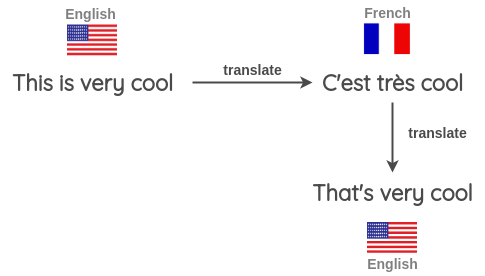 English
French
This is very cool
translate
C'est très cool
translate
That's very cool
English